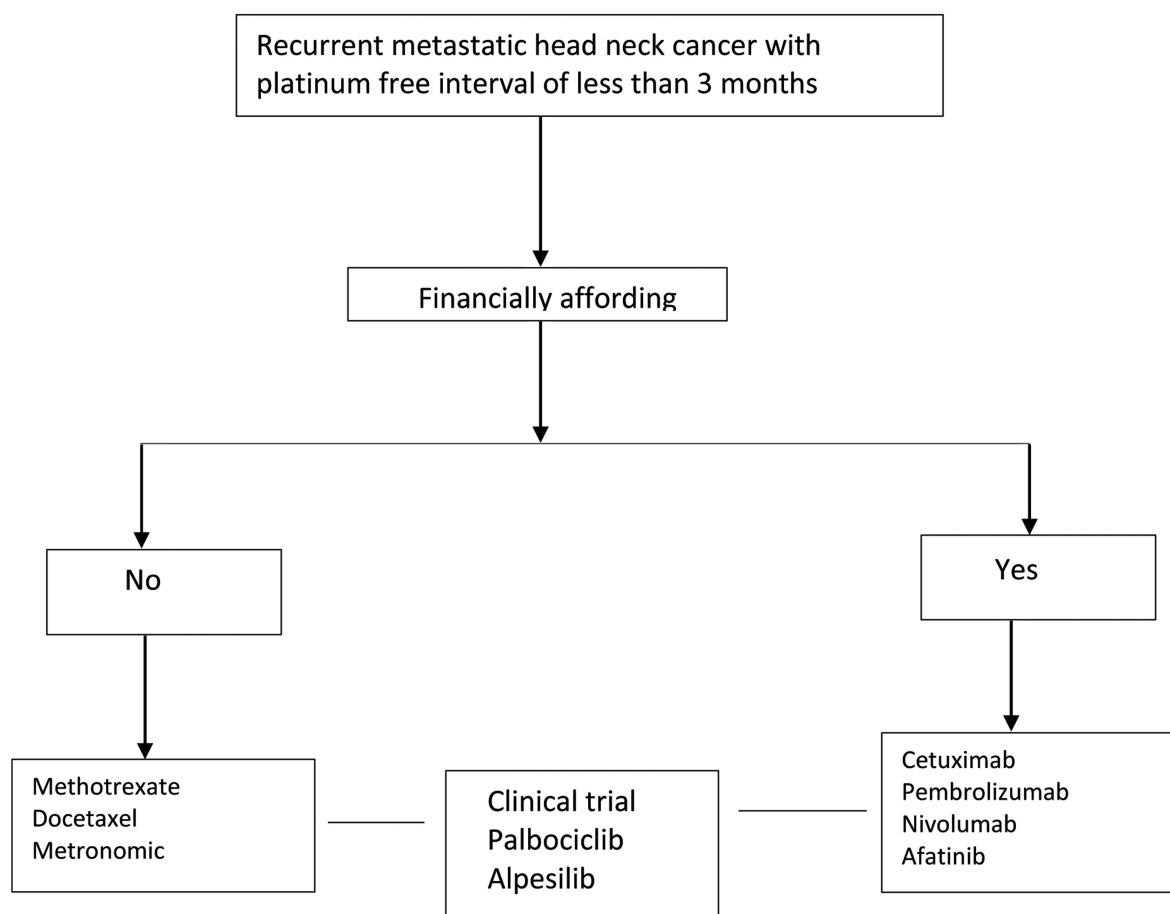 Recurrent metastatic head neck cancer with
platinum free interval of less than 3 months
Financially affording
No
Yes
Methotrexate
Docetaxel
Metronomic
Clinical trial
Palbociclib
Alpesilib
Cetuximab
Pembrolizumab
Nivolumab
Afatinib